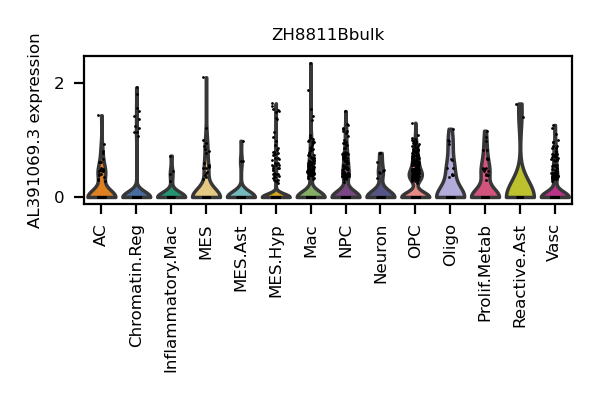 ZH8811Bbulk
AL391069.3 expression
2
0
AC
Chromatin.Reg
Inflammatory.Mac
MES
MES.Ast
MES.Hyp
Mac
NPC
Neuron
OPC
Oligo
Prolif.Metab
Reactive.Ast
Vasc